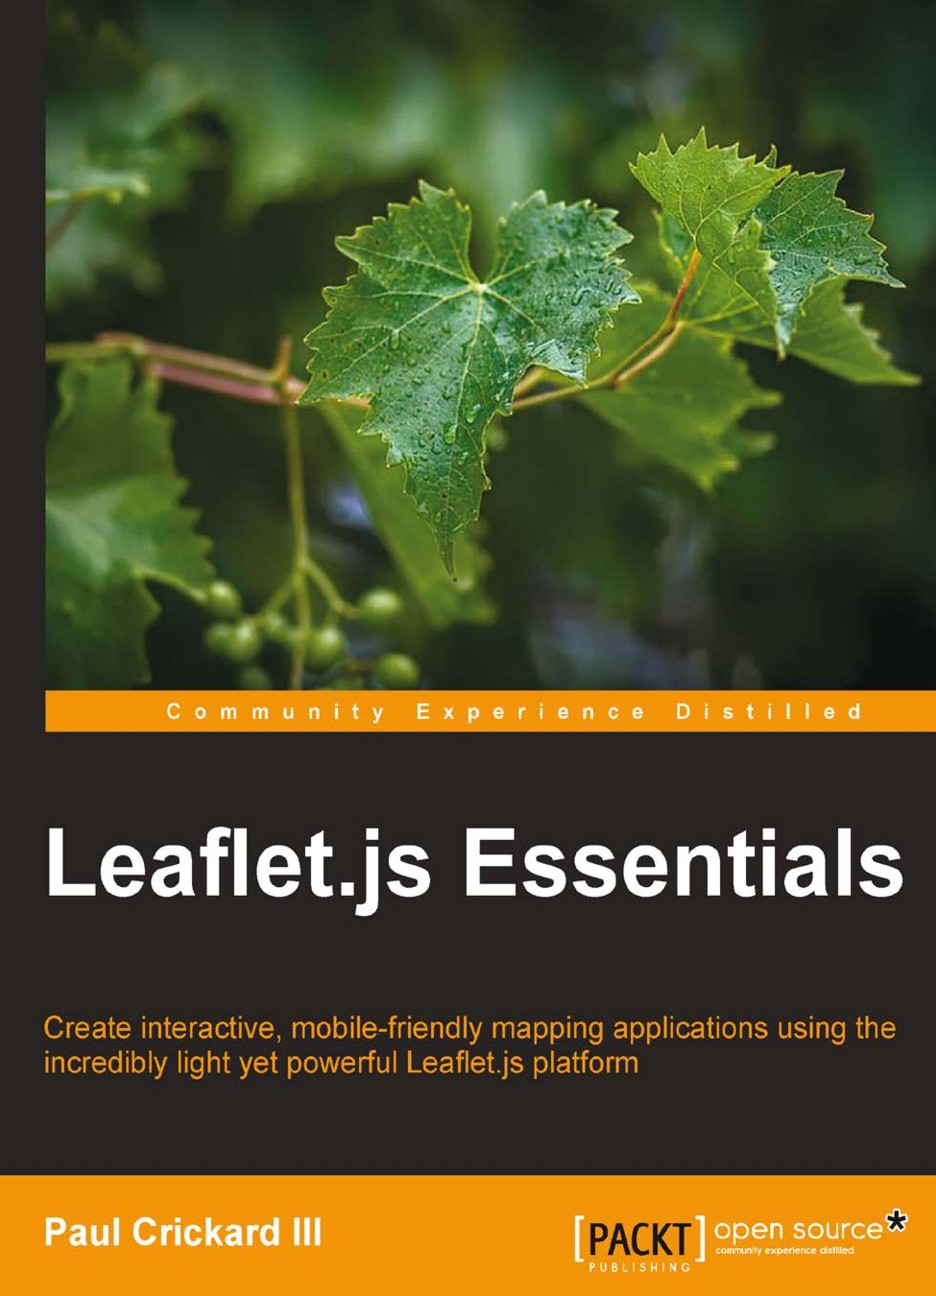 Community Experience Distilled
Leaflet.js Essentials
Create interactive, mobile-friendly mapping applications using the
incredibly light yet powerful Leaflet.js platform
Paul Crickard III
[PACKT] open source*
PUBLISHING community experience distilled